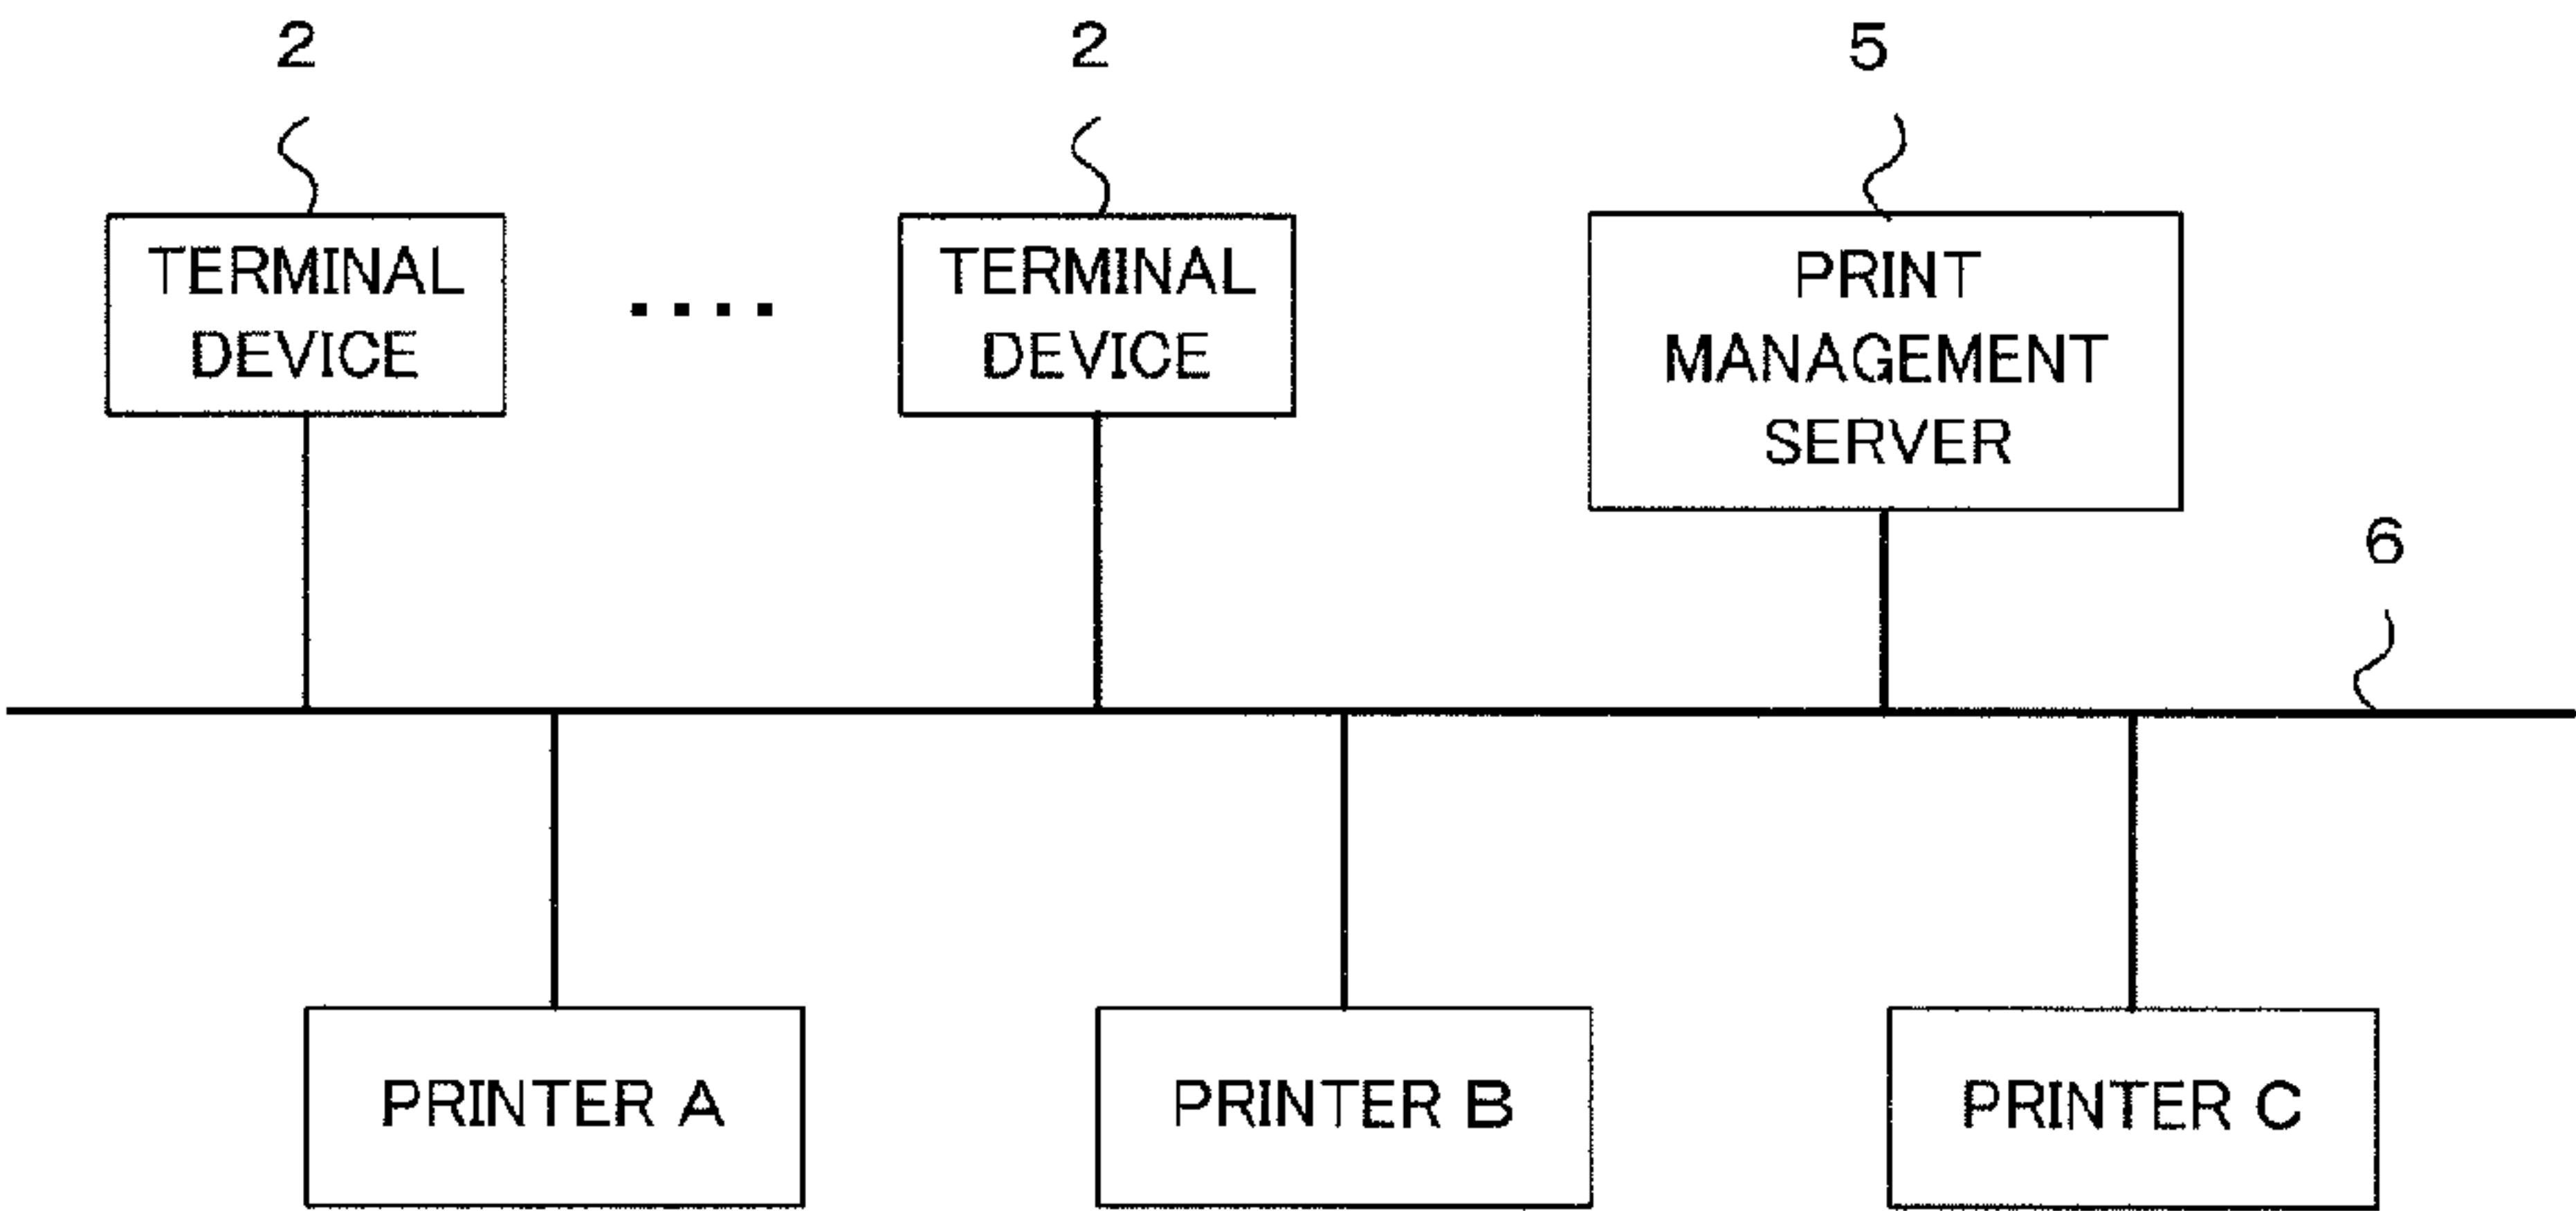 2
2
5
TERMINAL
DEVICE
TERMINAL
DEVICE
PRINT
MANAGEMENT
SERVER
6
PRINTER A
PRINTER B
PRINTER C